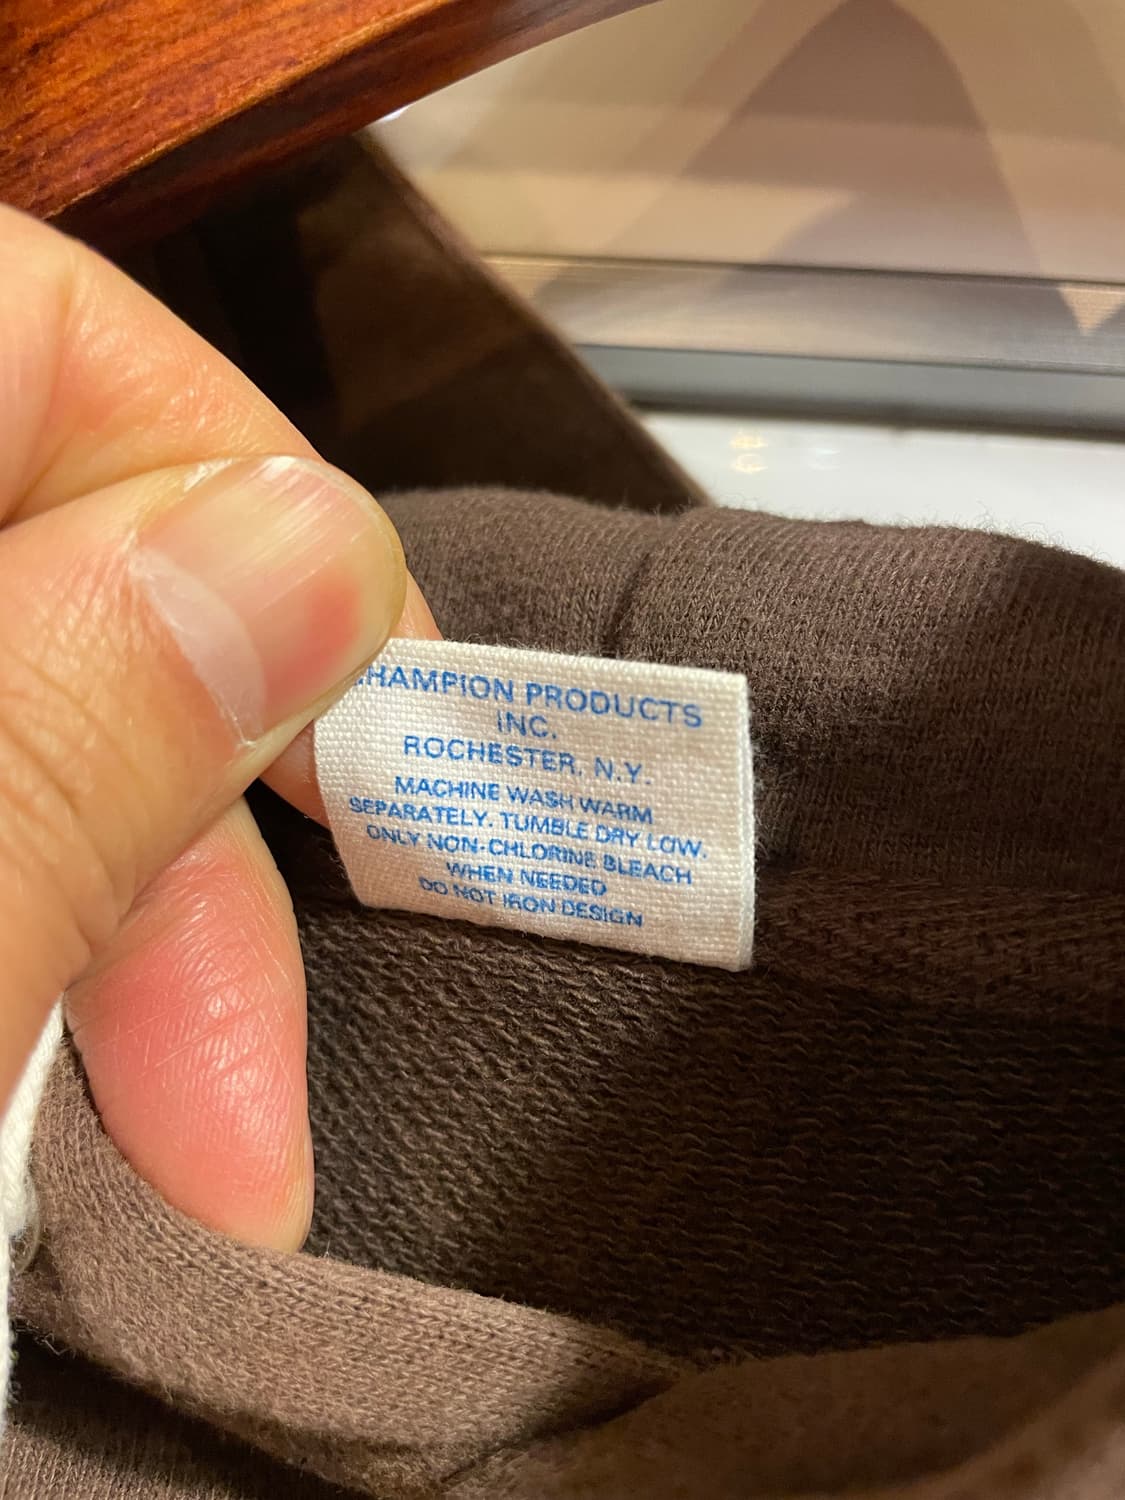 CHAMPION PRODUCTS
INC.
ROCHESTER, N.Y.
MACHINE WASH WARM
SEPARATELY. TUMBLE DRY LOW.
ONLY NON-CHLORINE BLEACH
WHEN NEEDED
DO NOT IRON DESIGN